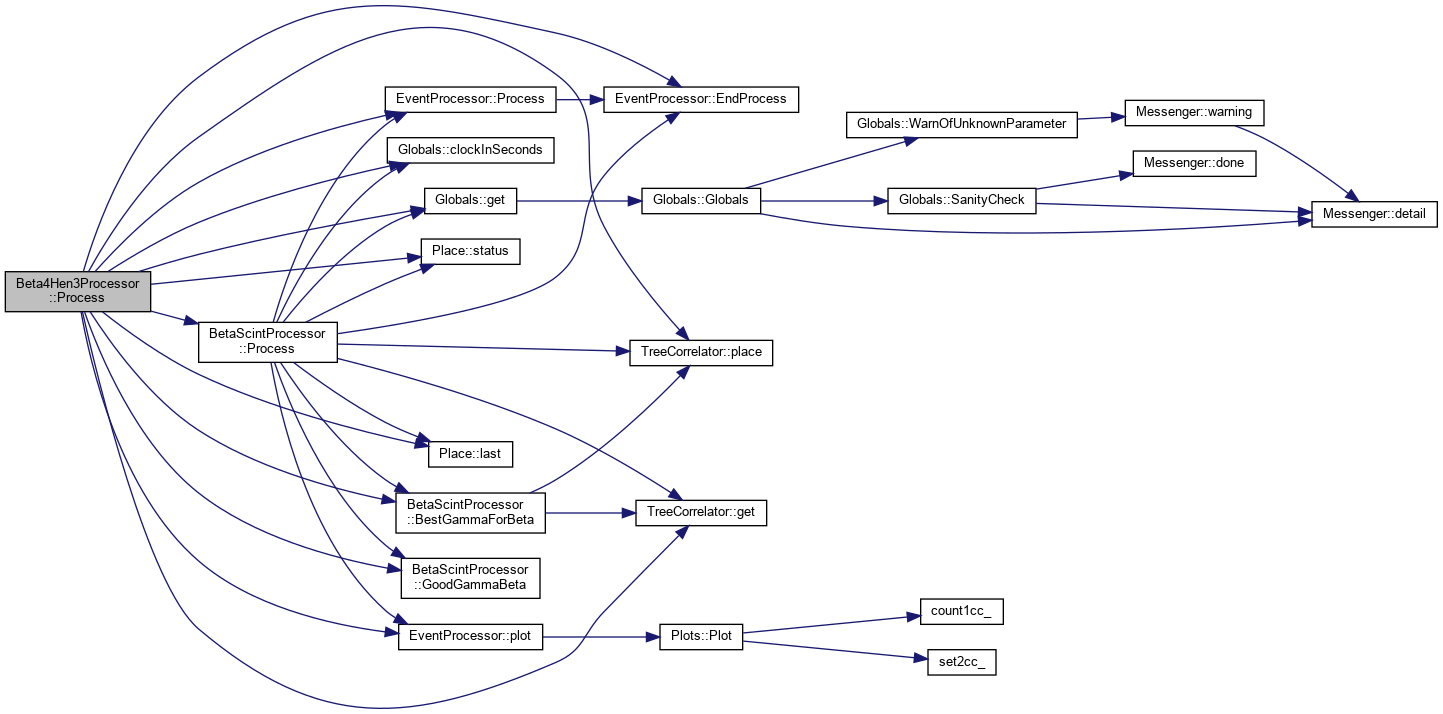 Beta4Hen3Processor
::Process
EventProcessor::Process
EventProcessor::EndProcess
Globals::clockInSeconds
Globals::get
Place::status
BetaScintProcessor
::Process
Place::last
BetaScintProcessor
::BestGammaForBeta
BetaScintProcessor
::GoodGammaBeta
EventProcessor::plot
Globals::Globals
TreeCorrelator::place
TreeCorrelator::get
Plots::Plot
Globals::WarnOfUnknownParameter
Globals::SanityCheck
count1cc_
set2cc_
Messenger::warning
Messenger::done
Messenger::detail